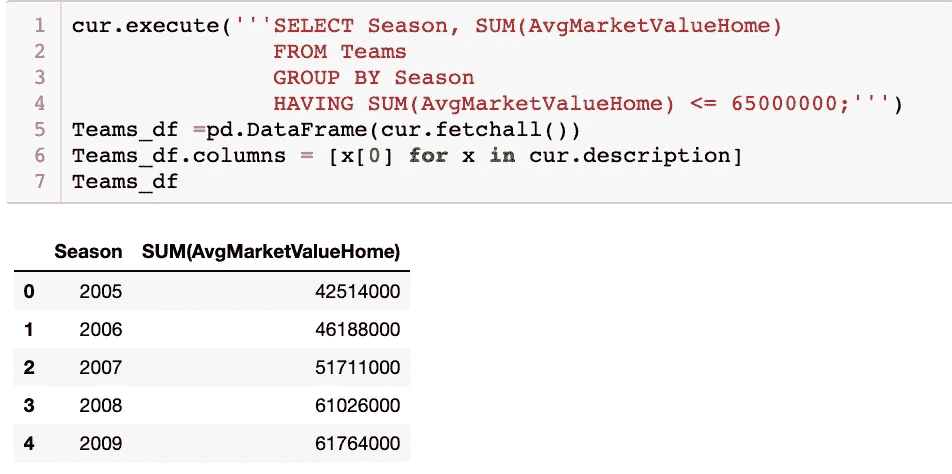 1 cur.execute('''SELECT Season, SUM(AvgMarketValueHome)
2 FROM Teams
3 GROUP BY Season
4 HAVING SUM(AvgMarketValueHome) <= 65000000;''')
5 Teams_df =pd.DataFrame(cur.fetchall())
6 Teams_df.columns = [x[0] for x in cur.description]
7 Teams_df
Season SUM(AvgMarketValueHome)
0 2005 42514000
1 2006 46188000
2 2007 51711000
3 2008 61026000
4 2009 61764000